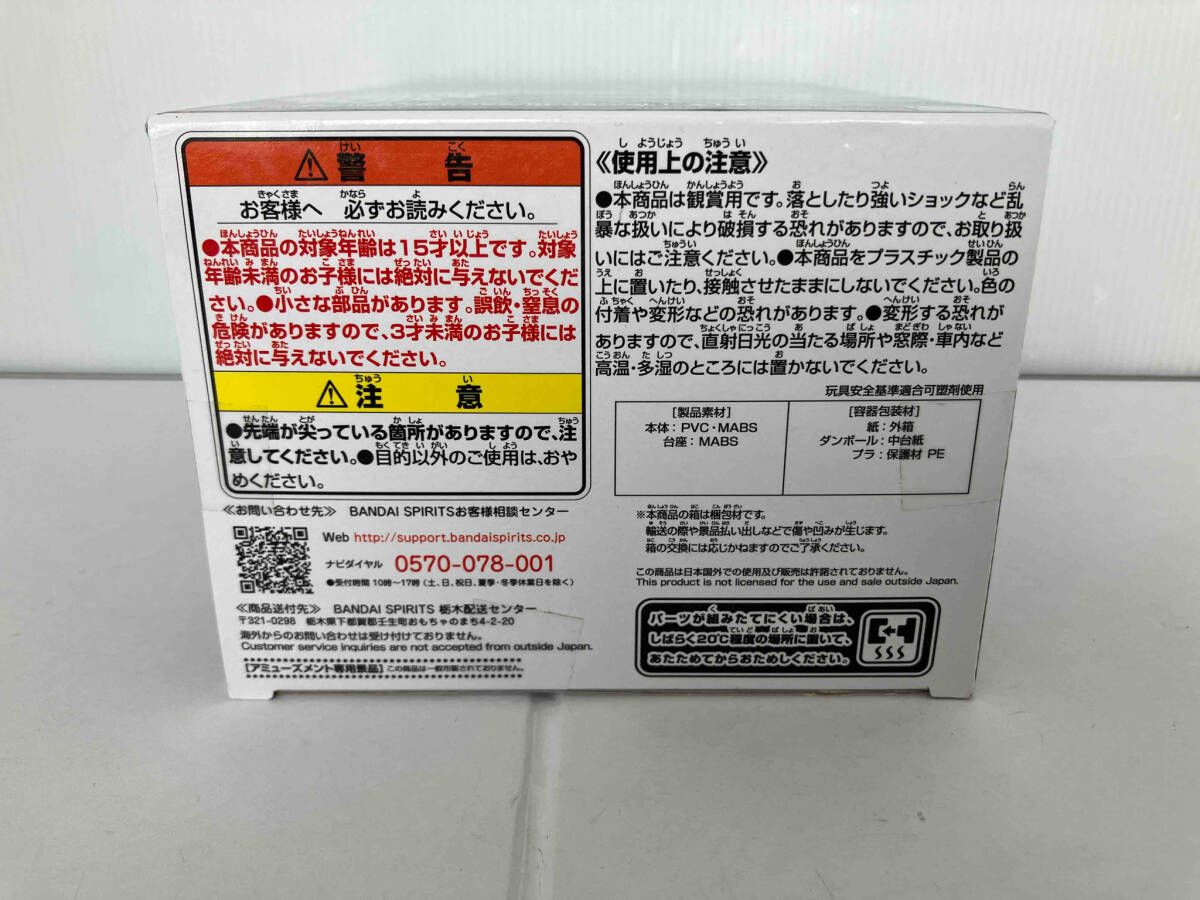 ⚠警告
お客様へ 必ずお読みください。
●本商品の対象年齢は15才以上です。対象
年齢未満のお子様には絶対に与えないでくだ
さい。●小さな部品があります。誤飲・窒息の
危険がありますので、3才未満のお子様には
絶対に与えないでください。
⚠注意
●先端が尖っている箇所がありますので、注
意してください。●目的以外のご使用は、おや
めください。
≪お問い合わせ先≫ BANDAI SPIRITSお客様相談センター
Web http://support.bandaispirits.co.jp
ナビダイヤル 0570-078-001
●受付時間 10時~17時 (土、日、祝日、夏季・冬季休業日を除く)
≪商品送付先≫ BANDAI SPIRITS 栃木配送センター
〒321-0298 栃木県下都賀郡壬生町おもちゃのまち4-2-20
海外からのお問い合わせは受け付けておりません。
Customer service inquiries are not accepted from outside Japan.
【アミューズメント専用景品】この商品は一般市販されておりません。
≪使用上の注意≫
●本商品は観賞用です。落としたり強いショックなど乱
暴な扱いにより破損する恐れがありますので、お取り扱
いにはご注意ください。●本商品をプラスチック製品の
上に置いたり、接触させたままにしないでください。色の
付着や変形などの恐れがあります。●変形する恐れが
ありますので、直射日光の当たる場所や窓際・車内など
高温・多湿のところには置かないでください。
玩具安全基準適合可塑剤使用
[製品素材]
本体:PVC・MABS
台座:MABS
[容器包装材]
紙:外箱
ダンボール:中台紙
プラ:保護材 PE
※本商品の箱は梱包材です。
輸送の際や景品払い出しなどで傷や凹みが生じます。
箱の交換には応じかねますのでご了承ください。
この商品は日本国外での使用及び販売は許諾されておりません。
This product is not licensed for the use and sale outside Japan.
パーツが組みたてにくい場合は、
しばらく20℃程度の場所に置いて、
あたためてからおためしください。